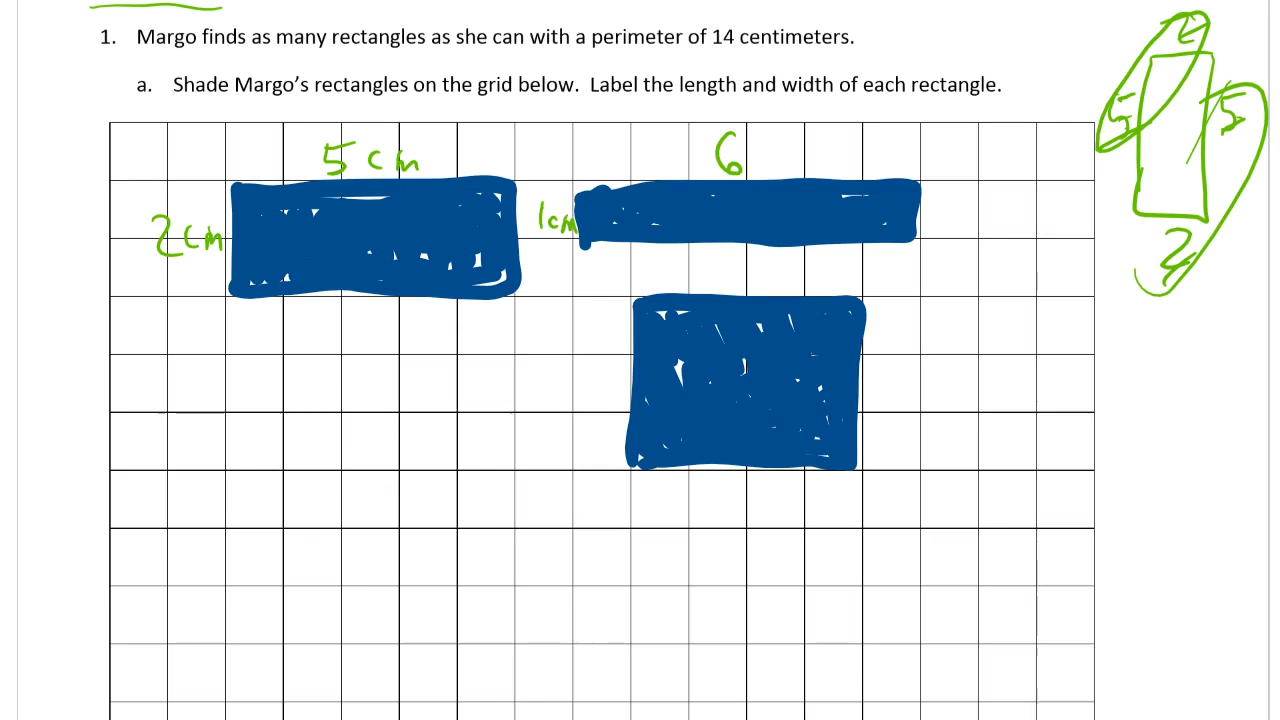 1. Margo finds as many rectangles as she can with a perimeter of 14 centimeters.
a. Shade Margo’s rectangles on the grid below. Label the length and width of each rectangle.
5 cm
6
2 cm
1cm
5
5
2